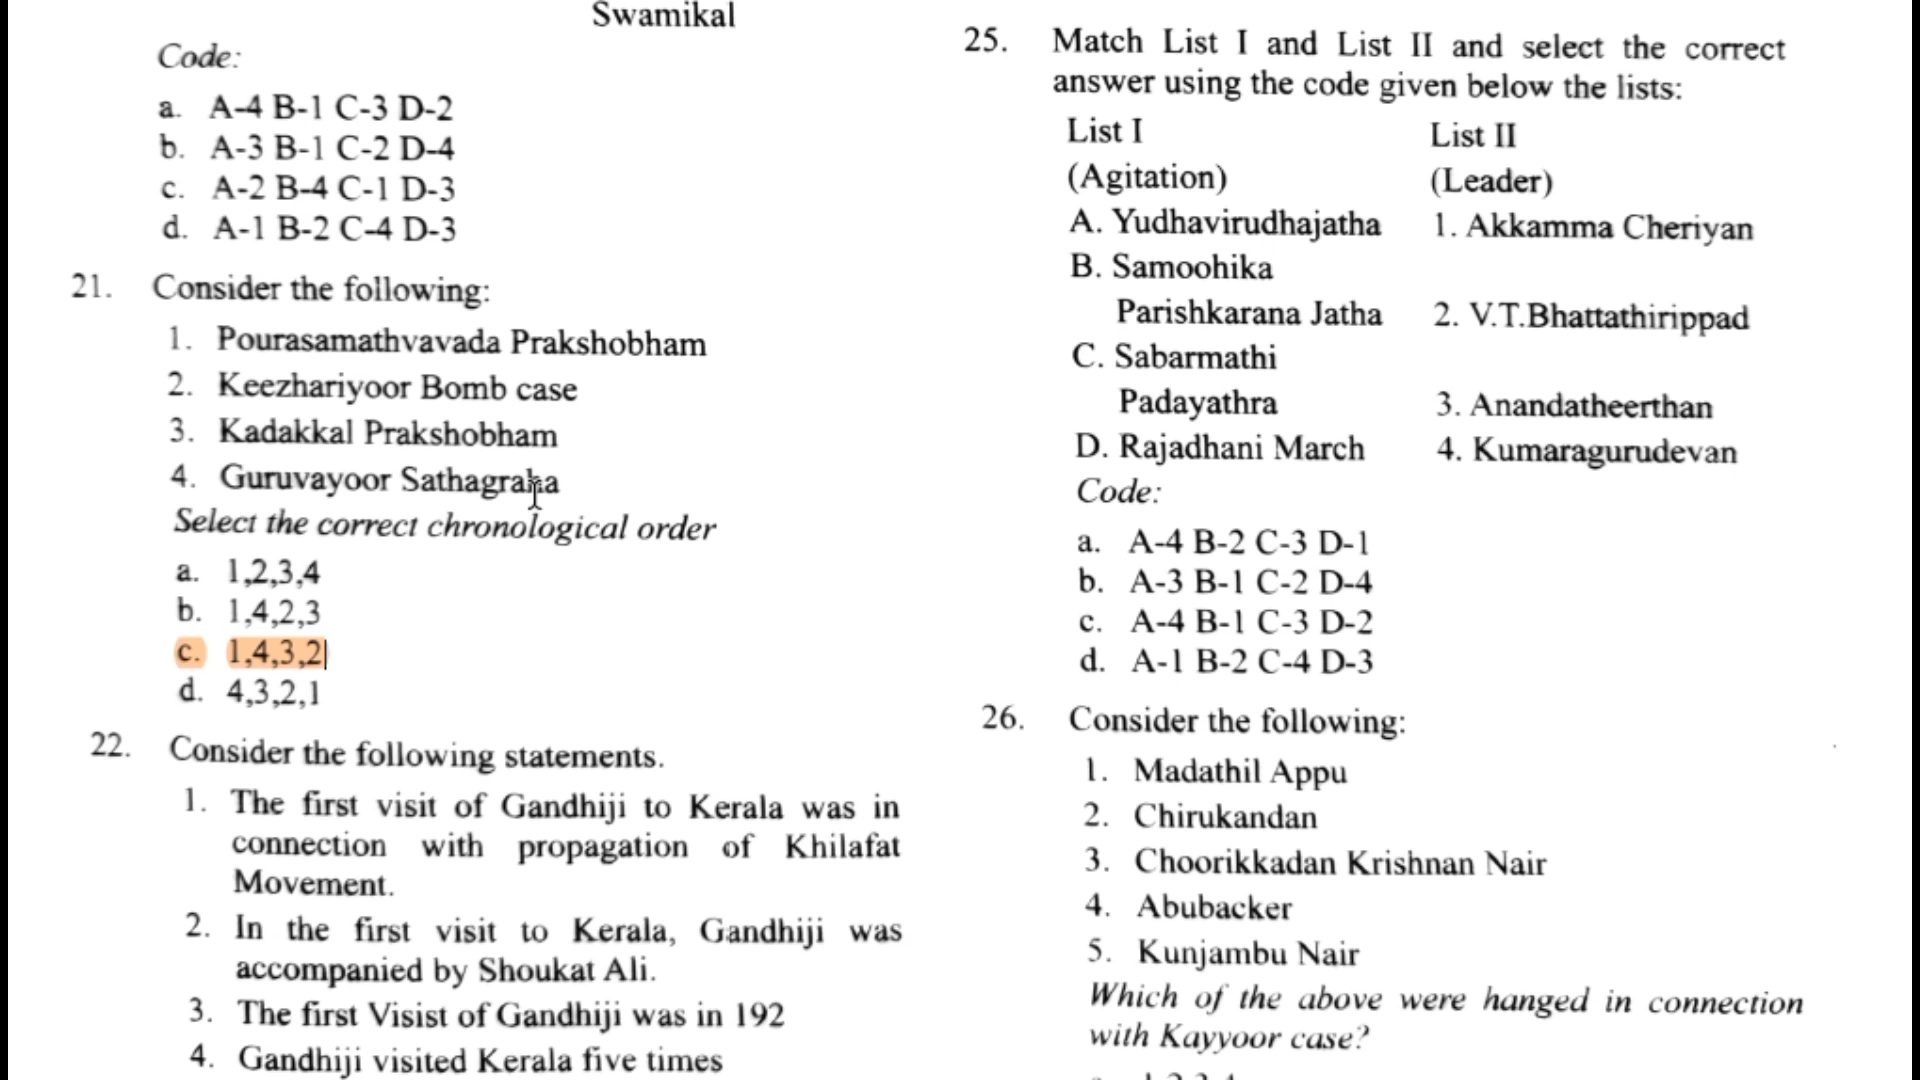 Swamikal
Code:
a. A-4 B-1 C-3 D-2
b. A-3 B-1 C-2 D-4
c. A-2 B-4 C-1 D-3
d. A-1 B-2 C-4 D-3
21. Consider the following:
1. Pourasamathvavada Prakshobham
2. Keezhariyoor Bomb case
3. Kadakkal Prakshobham
4. Guruvayoor Sathagraha
Select the correct chronological order
a. 1,2,3,4
b. 1,4,2,3
c. 1,4,3,2
d. 4,3,2,1
22. Consider the following statements.
1. The first visit of Gandhiji to Kerala was in
connection with propagation of Khilafat
Movement.
2. In the first visit to Kerala, Gandhiji was
accompanied by Shoukat Ali.
3. The first Visist of Gandhiji was in 192
4. Gandhiji visited Kerala five times
25. Match List I and List II and select the correct
answer using the code given below the lists:
List I List II
(Agitation) (Leader)
A. Yudhavirudhajatha 1. Akkamma Cheriyan
B. Samoohika
Parishkarana Jatha 2. V.T.Bhattathirippad
C. Sabarmathi
Padayathra 3. Anandatheerthan
D. Rajadhani March 4. Kumaragurudevan
Code:
a. A-4 B-2 C-3 D-1
b. A-3 B-1 C-2 D-4
c. A-4 B-1 C-3 D-2
d. A-1 B-2 C-4 D-3
26. Consider the following:
1. Madathil Appu
2. Chirukandan
3. Choorikkadan Krishnan Nair
4. Abubacker
5. Kunjambu Nair
Which of the above were hanged in connection
with Kayyoor case?